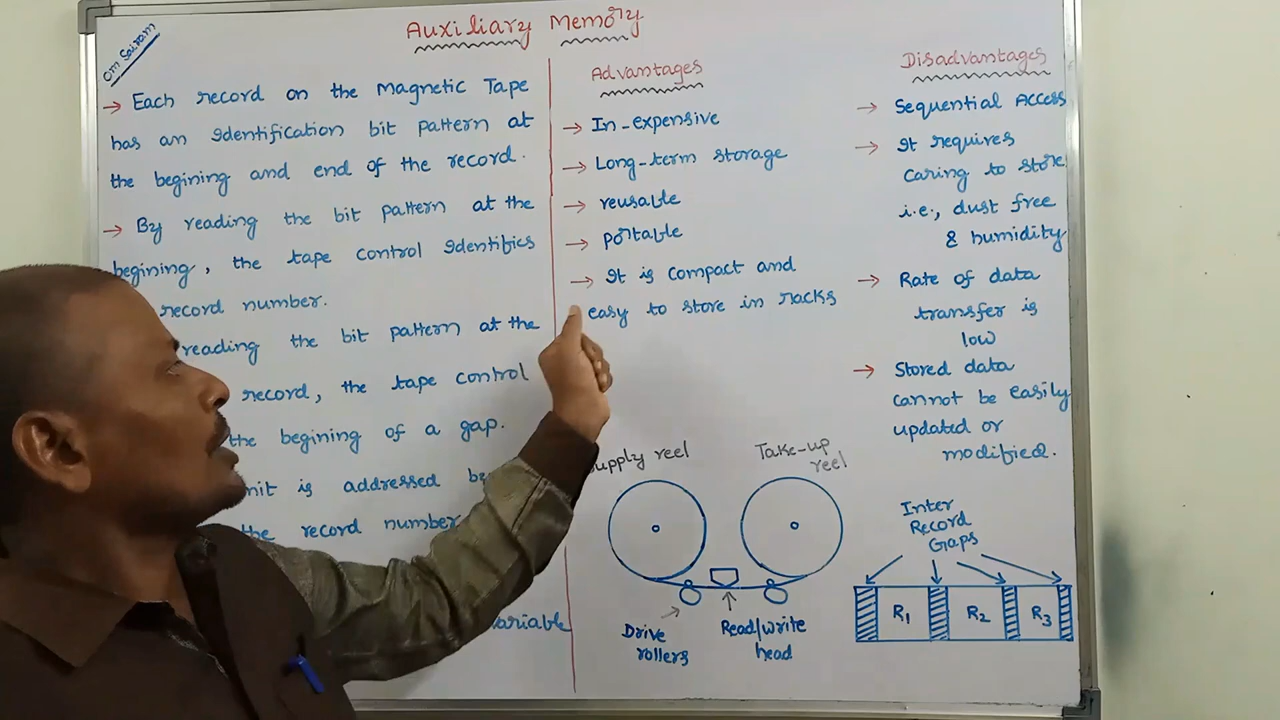 Om Sairam
Auxiliary Memory
→ Each record on the Magnetic Tape
has an Identification bit pattern at
the begining and end of the record.
→ By reading the bit pattern at the
begining, the tape control Identifies
record number.
reading the bit pattern at the
record, the tape control
the begining of a gap.
is addressed by
the record number
variable
Advantages
→ In-expensive
→ Long-term storage
→ reusable
→ portable
→ It is compact and
easy to store in racks
Disadvantages
→ Sequential Access
→ It requires
caring to store
i.e., dust free
& humidity
→ Rate of data
transfer is
low
→ Stored data
cannot be easily
updated or
modified.
Supply reel
Take-up
reel
Drive
rollers
Read/write
head
Inter
Record
Gaps
R1 R2 R3